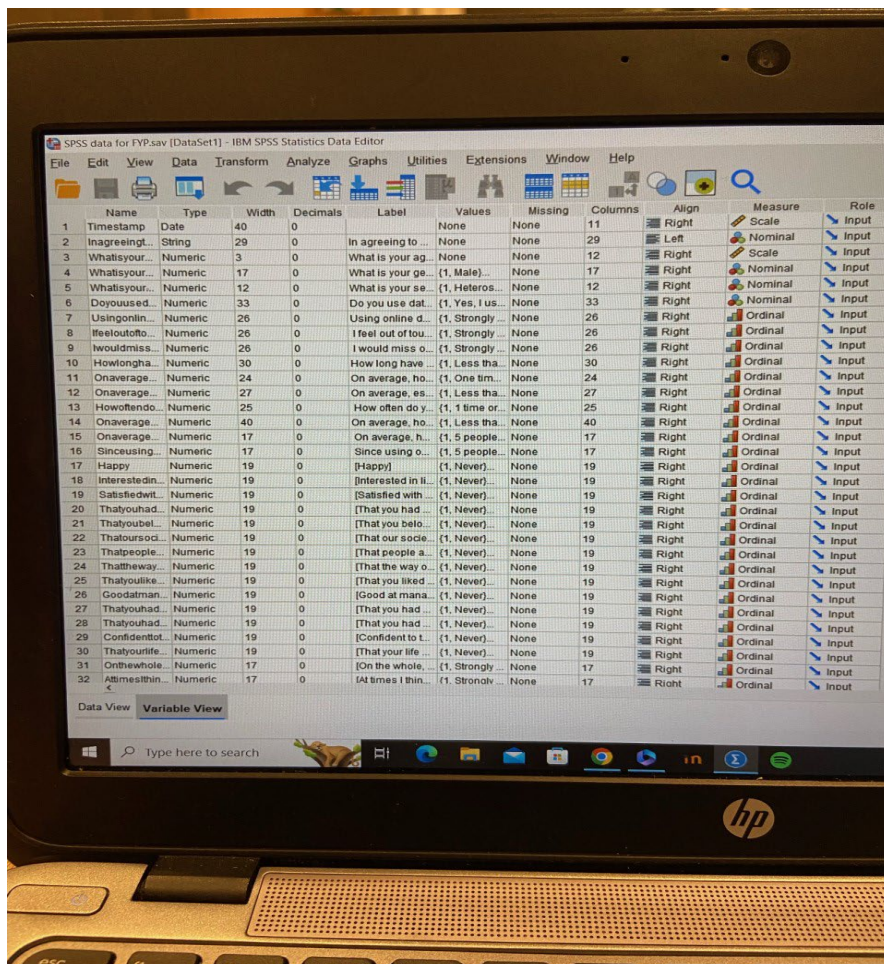 SPSS data for FYP.sav [DataSet1] - IBM SPSS Statistics Data Editor
File Edit View Data Transform Analyze Graphs Utilities Extensions Window Help
Name Type Width Decimals Label Values Missing Columns Align Measure Role
1 Timestamp Date 40 0 None None 11 Right Scale Input
2 Inagreeingt... String 29 0 In agreeing to ... None None 29 Left Nominal Input
3 Whatisyour... Numeric 3 0 What is your ag... None None 12 Right Scale Input
4 Whatisyour... Numeric 17 0 What is your ge... {1, Male}... None 17 Right Nominal Input
5 Whatisyour... Numeric 12 0 What is your se... {1, Heteros... None 12 Right Nominal Input
6 Doyouused... Numeric 33 0 Do you use dat... {1, Yes, I us... None 33 Right Nominal Input
7 Usingonlin... Numeric 26 0 Using online d... {1, Strongly ... None 26 Right Ordinal Input
8 Ifeeloutofto... Numeric 26 0 I feel out of tou... {1, Strongly ... None 26 Right Ordinal Input
9 Iwouldmiss... Numeric 26 0 I would miss o... {1, Strongly ... None 26 Right Ordinal Input
10 Howlongha... Numeric 30 0 How long have ... {1, Less tha... None 30 Right Ordinal Input
11 Onaverage... Numeric 24 0 On average, ho... {1, One tim... None 24 Right Ordinal Input
12 Onaverage... Numeric 27 0 On average, es... {1, Less tha... None 27 Right Ordinal Input
13 Howoftendo... Numeric 25 0 How often do y... {1, 1 time or... None 25 Right Ordinal Input
14 Onaverage... Numeric 40 0 On average, ho... {1, Less tha... None 40 Right Ordinal Input
15 Onaverage... Numeric 17 0 On average, h... {1, 5 people... None 17 Right Ordinal Input
16 Sinceusing... Numeric 17 0 Since using o... {1, 5 people... None 17 Right Ordinal Input
17 Happy Numeric 19 0 [Happy] {1, Never}... None 19 Right Ordinal Input
18 Interestedin... Numeric 19 0 [Interested in li... {1, Never}... None 19 Right Ordinal Input
19 Satisfiedwit... Numeric 19 0 [Satisfied with ... {1, Never}... None 19 Right Ordinal Input
20 Thatyouhad... Numeric 19 0 [That you had ... {1, Never}... None 19 Right Ordinal Input
21 Thatyoubel... Numeric 19 0 [That you belo... {1, Never}... None 19 Right Ordinal Input
22 Thatoursoci... Numeric 19 0 [That our socie... {1, Never}... None 19 Right Ordinal Input
23 Thatpeople... Numeric 19 0 [That people a... {1, Never}... None 19 Right Ordinal Input
24 Thattheway... Numeric 19 0 [That the way o... {1, Never}... None 19 Right Ordinal Input
25 Thatyoulike... Numeric 19 0 [That you liked ... {1, Never}... None 19 Right Ordinal Input
26 Goodatman... Numeric 19 0 [Good at mana... {1, Never}... None 19 Right Ordinal Input
27 Thatyouhad... Numeric 19 0 [That you had ... {1, Never}... None 19 Right Ordinal Input
28 Thatyouhad... Numeric 19 0 [That you had ... {1, Never}... None 19 Right Ordinal Input
29 Confidenttot... Numeric 19 0 [Confident to t... {1, Never}... None 19 Right Ordinal Input
30 Thatyourlife... Numeric 19 0 [That your life ... {1, Never}... None 19 Right Ordinal Input
31 Onthewhole... Numeric 17 0 [On the whole, ... {1, Strongly ... None 17 Right Ordinal Input
32 AttimesIthin... Numeric 17 0 [At times I thin... {1, Strongly ... None 17 Right Ordinal Input
Data View Variable View
Type here to search
in
Σ
hp
esc